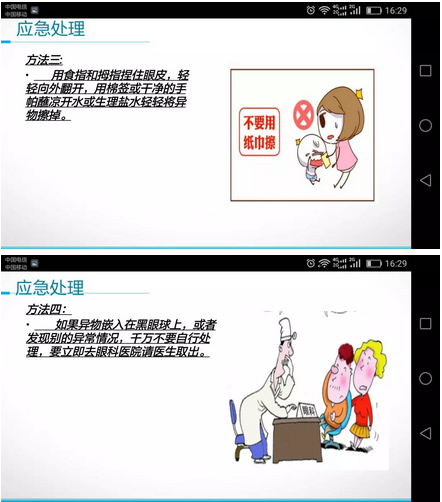 中国电信
中国移动
16:29
应急处理
方法三:
• 用食指和拇指捏住眼皮，轻
轻向外翻开，用棉签或干净的手
帕蘸凉开水或生理盐水轻轻将异
物擦掉。
不要用
纸巾擦
中国电信
中国移动
16:29
应急处理
方法四：
• 如果异物嵌入在黑眼球上，或者
发现别的异常情况，千万不要自行处
理，要立即去眼科医院请医生取出。
眼科